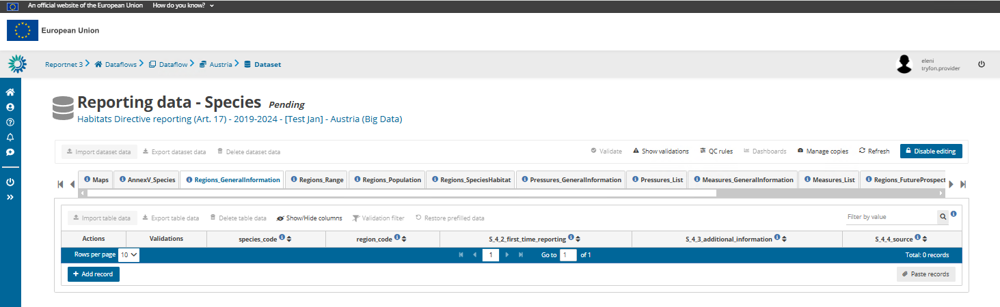 An official website of the European Union How do you know?
European Union
Reportnet 3 Dataflows Dataflow Austria Dataset
eleni
tryfon.provider
Reporting data - Species Pending
Habitats Directive reporting (Art. 17) - 2019-2024 - [Test Jan] - Austria (Big Data)
Import dataset data Export dataset data Delete dataset data Validate Show validations QC rules Dashboards Manage copies Refresh Disable editing
Maps AnnexV_Species Regions_GeneralInformation Regions_Range Regions_Population Regions_SpeciesHabitat Pressures_GeneralInformation Pressures_List Measures_GeneralInformation Measures_List Regions_FutureProspect
Import table data Export table data Delete table data Show/Hide columns Validation filter Restore prefilled data Filter by value
Actions Validations species_code region_code S_4_2_first_time_reporting S_4_3_additional_information S_4_4_source
Rows per page 10 1 Go to 1 of 1 Total: 0 records
+ Add record Paste records